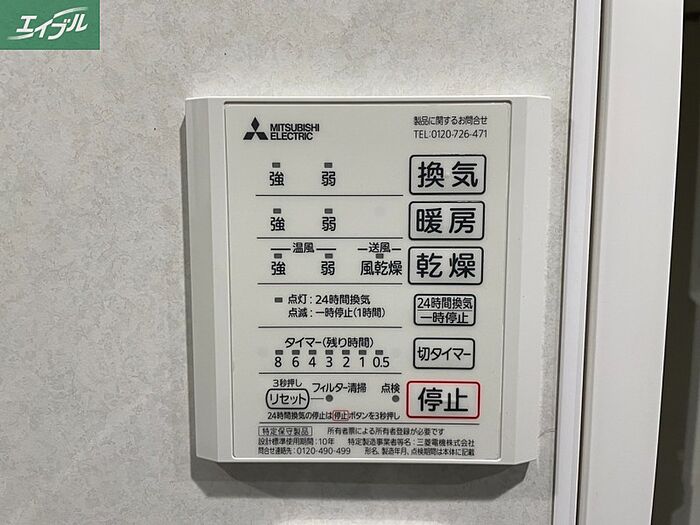 エイブル
MITSUBISHI
ELECTRIC
製品に関するお問合せ
TEL:0120-726-471
強 弱 換気
強 弱 暖房
温風 送風
強 弱 風乾燥 乾燥
点灯：24時間換気
点滅：一時停止(1時間)
24時間換気
一時停止
タイマー(残り時間)
8 6 4 3 2 1 0.5
切タイマー
3秒押し
リセット フィルター清掃 点検
停止
24時間換気の停止は停止ボタンを3秒押し
特定保守製品 所有者票による所有者登録が必要です
設計標準使用期間：10年 特定製造事業者等名：三菱電機株式会社
問合せ連絡先：0120-490-499 形名、製造年月、点検期間は本体に記載